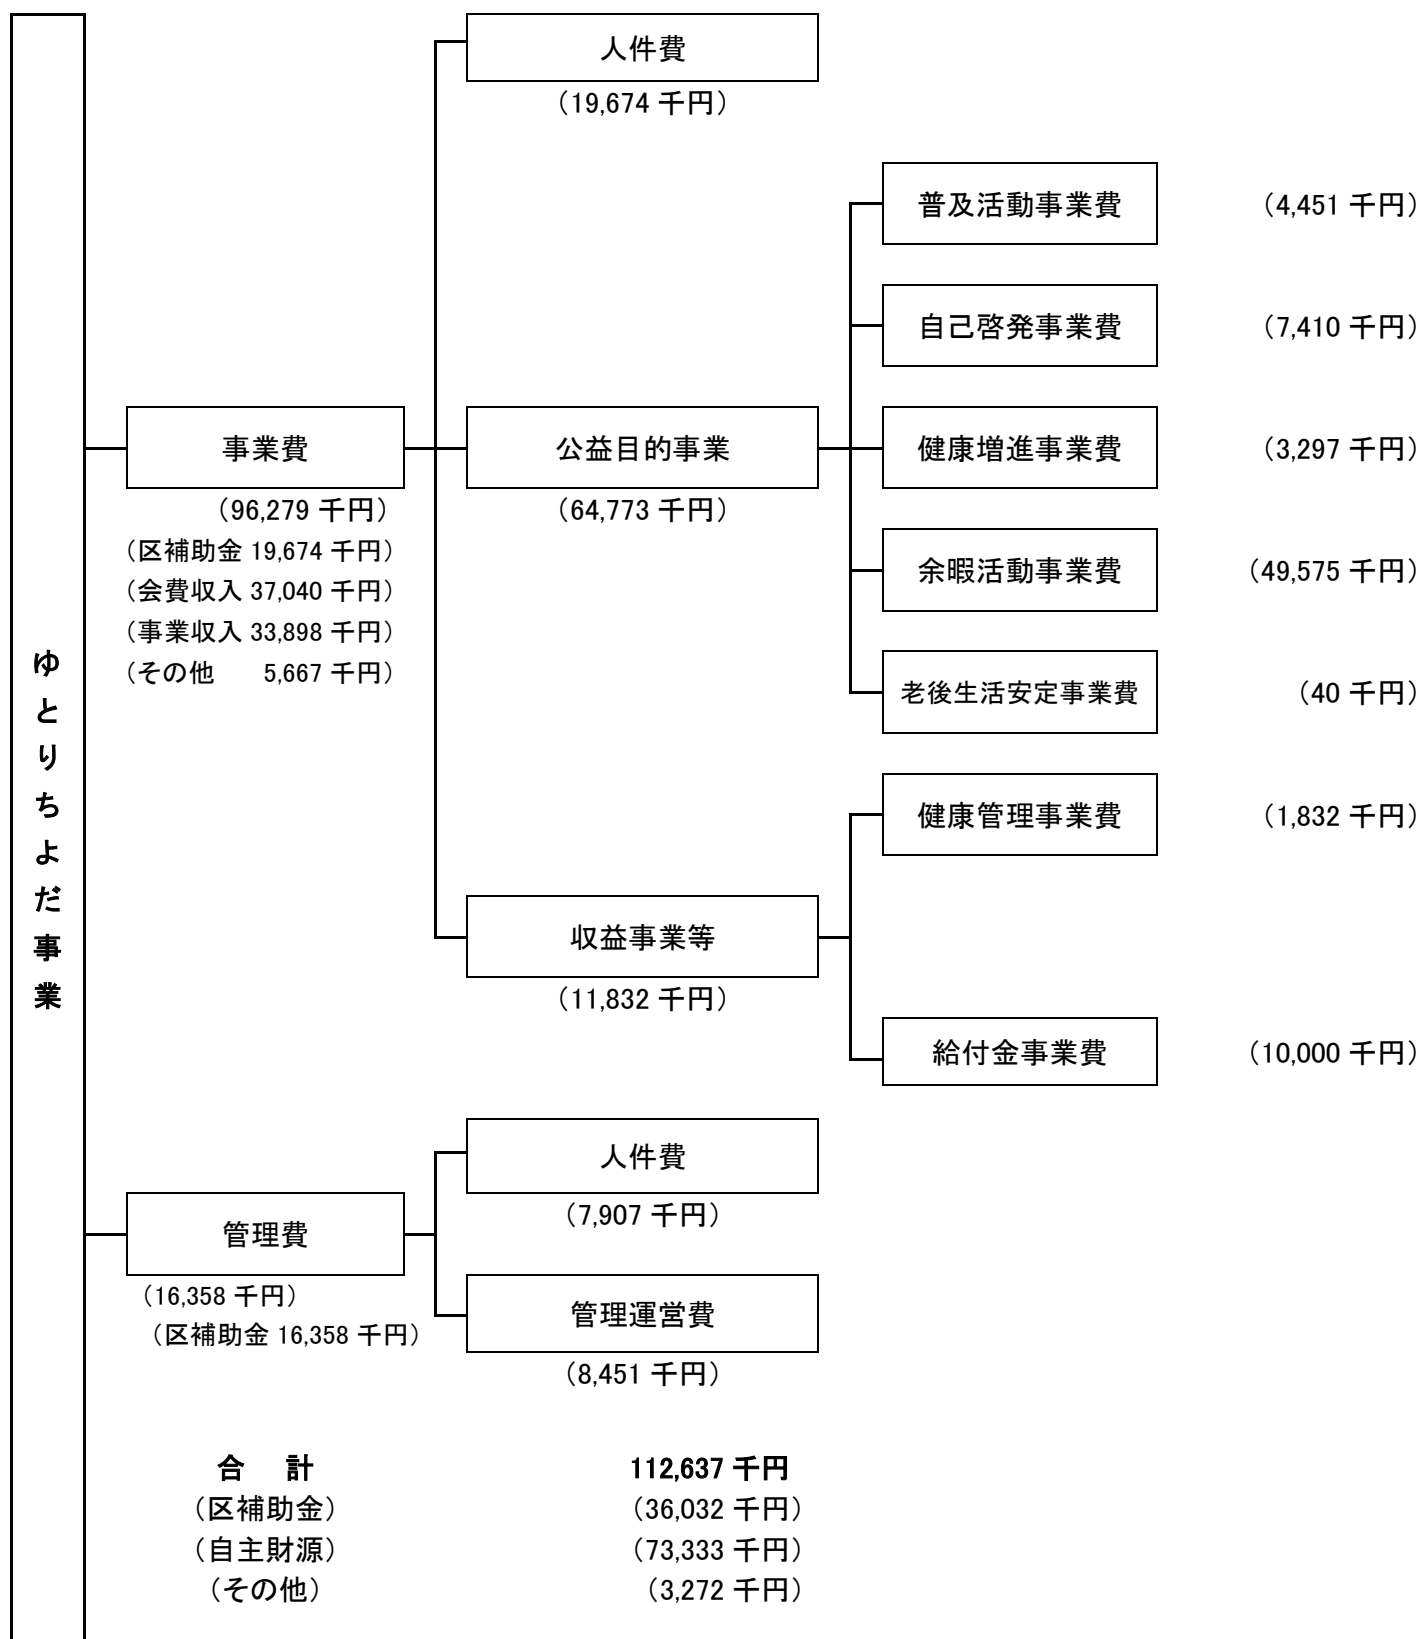 ゆとりちよだ事業
人件費
（19,674 千円）
普及活動事業費 （4,451 千円）
自己啓発事業費 （7,410 千円）
事業費
（96,279 千円）
（区補助金 19,674 千円）
（会費収入 37,040 千円）
（事業収入 33,898 千円）
（その他　　5,667 千円）
公益目的事業
（64,773 千円）
健康増進事業費 （3,297 千円）
余暇活動事業費 （49,575 千円）
老後生活安定事業費 （40 千円）
健康管理事業費 （1,832 千円）
収益事業等
（11,832 千円）
給付金事業費 （10,000 千円）
人件費
（7,907 千円）
管理費
（16,358 千円）
（区補助金 16,358 千円）
管理運営費
（8,451 千円）
合　計 112,637 千円
（区補助金） （36,032 千円）
（自主財源） （73,333 千円）
（その他） （3,272 千円）